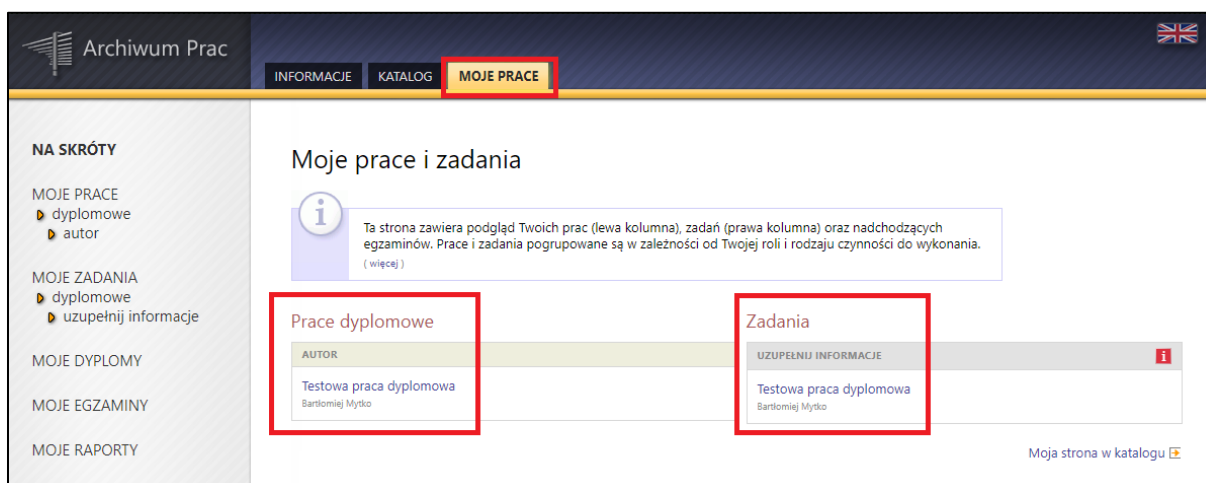 Archiwum Prac
INFORMACJE KATALOG MOJE PRACE
NA SKRÓTY
MOJE PRACE
dyplomowe
autor
MOJE ZADANIA
dyplomowe
uzupełnij informacje
MOJE DYPLOMY
MOJE EGZAMINY
MOJE RAPORTY
Moje prace i zadania
i
Ta strona zawiera podgląd Twoich prac (lewa kolumna), zadań (prawa kolumna) oraz nadchodzących
egzaminów. Prace i zadania pogrupowane są w zależności od Twojej roli i rodzaju czynności do wykonania.
( więcej )
Prace dyplomowe
AUTOR
Testowa praca dyplomowa
Bartłomiej Mytko
Zadania
UZUPEŁNIJ INFORMACJE i
Testowa praca dyplomowa
Bartłomiej Mytko
Moja strona w katalogu